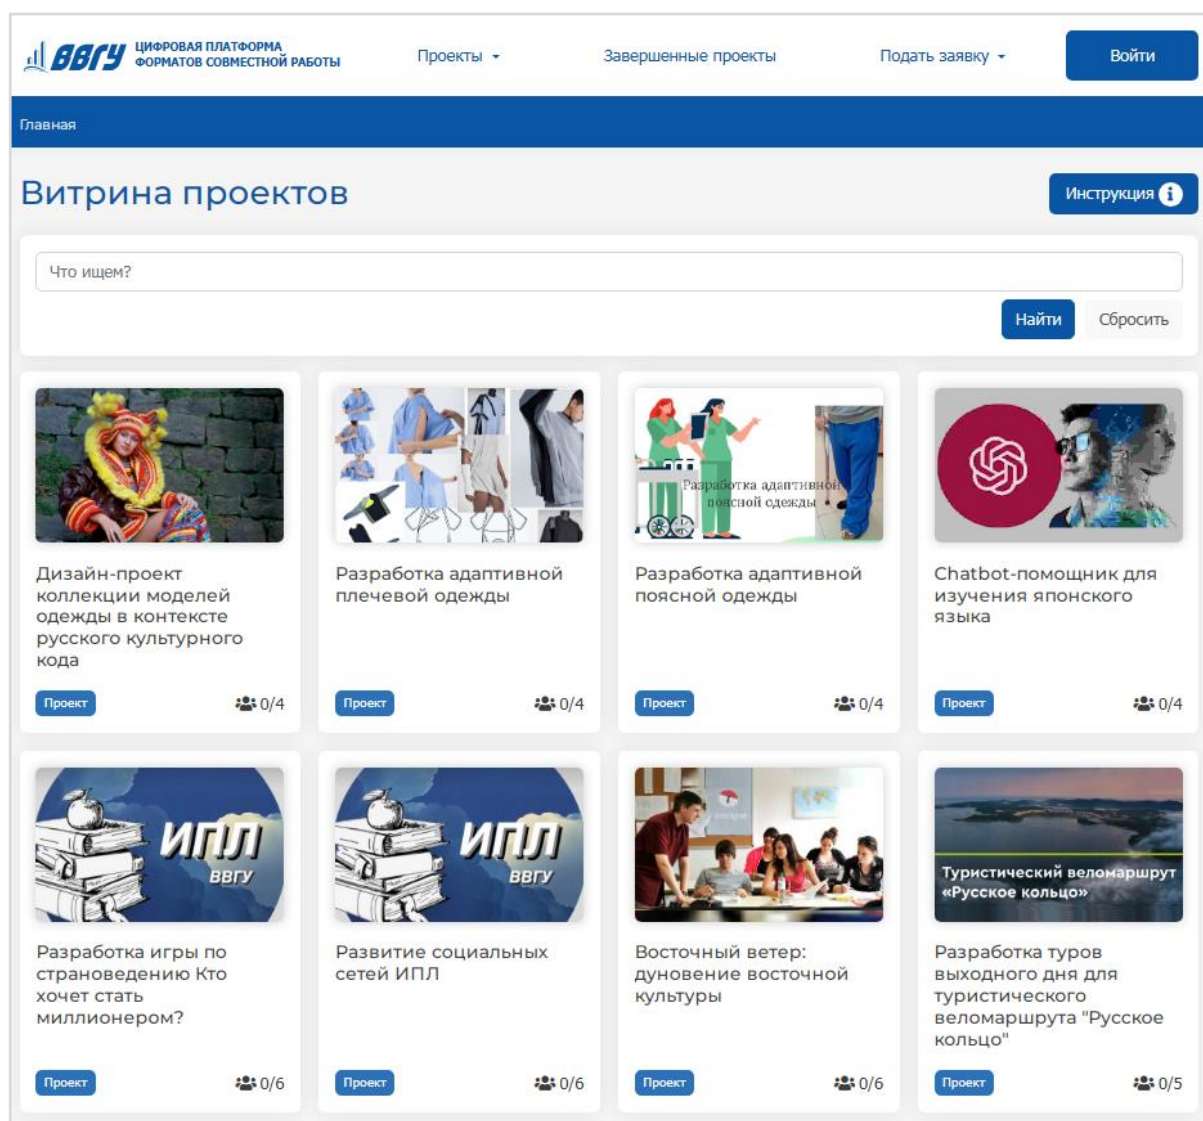 ВВГУ
ЦИФРОВАЯ ПЛАТФОРМА
ФОРМАТОВ СОВМЕСТНОЙ РАБОТЫ
Проекты
Завершенные проекты
Подать заявку
Войти
Главная
Витрина проектов
Инструкция
Что ищем?
Найти
Сбросить
Разработка адаптивной
поясной одежды
Дизайн-проект
коллекции моделей
одежды в контексте
русского культурного
кода
Проект
0/4
Разработка адаптивной
плечевой одежды
Проект
0/4
Разработка адаптивной
поясной одежды
Проект
0/4
Chatbot-помощник для
изучения японского
языка
Проект
0/4
ИПЛ
ВВГУ
Разработка игры по
страноведению Кто
хочет стать
миллионером?
Проект
0/6
ИПЛ
ВВГУ
Развитие социальных
сетей ИПЛ
Проект
0/6
Восточный ветер:
дуновение восточной
культуры
Проект
0/6
Туристический веломаршрут
«Русское кольцо»
Разработка туров
выходного дня для
туристического
веломаршрута "Русское
кольцо"
Проект
0/5